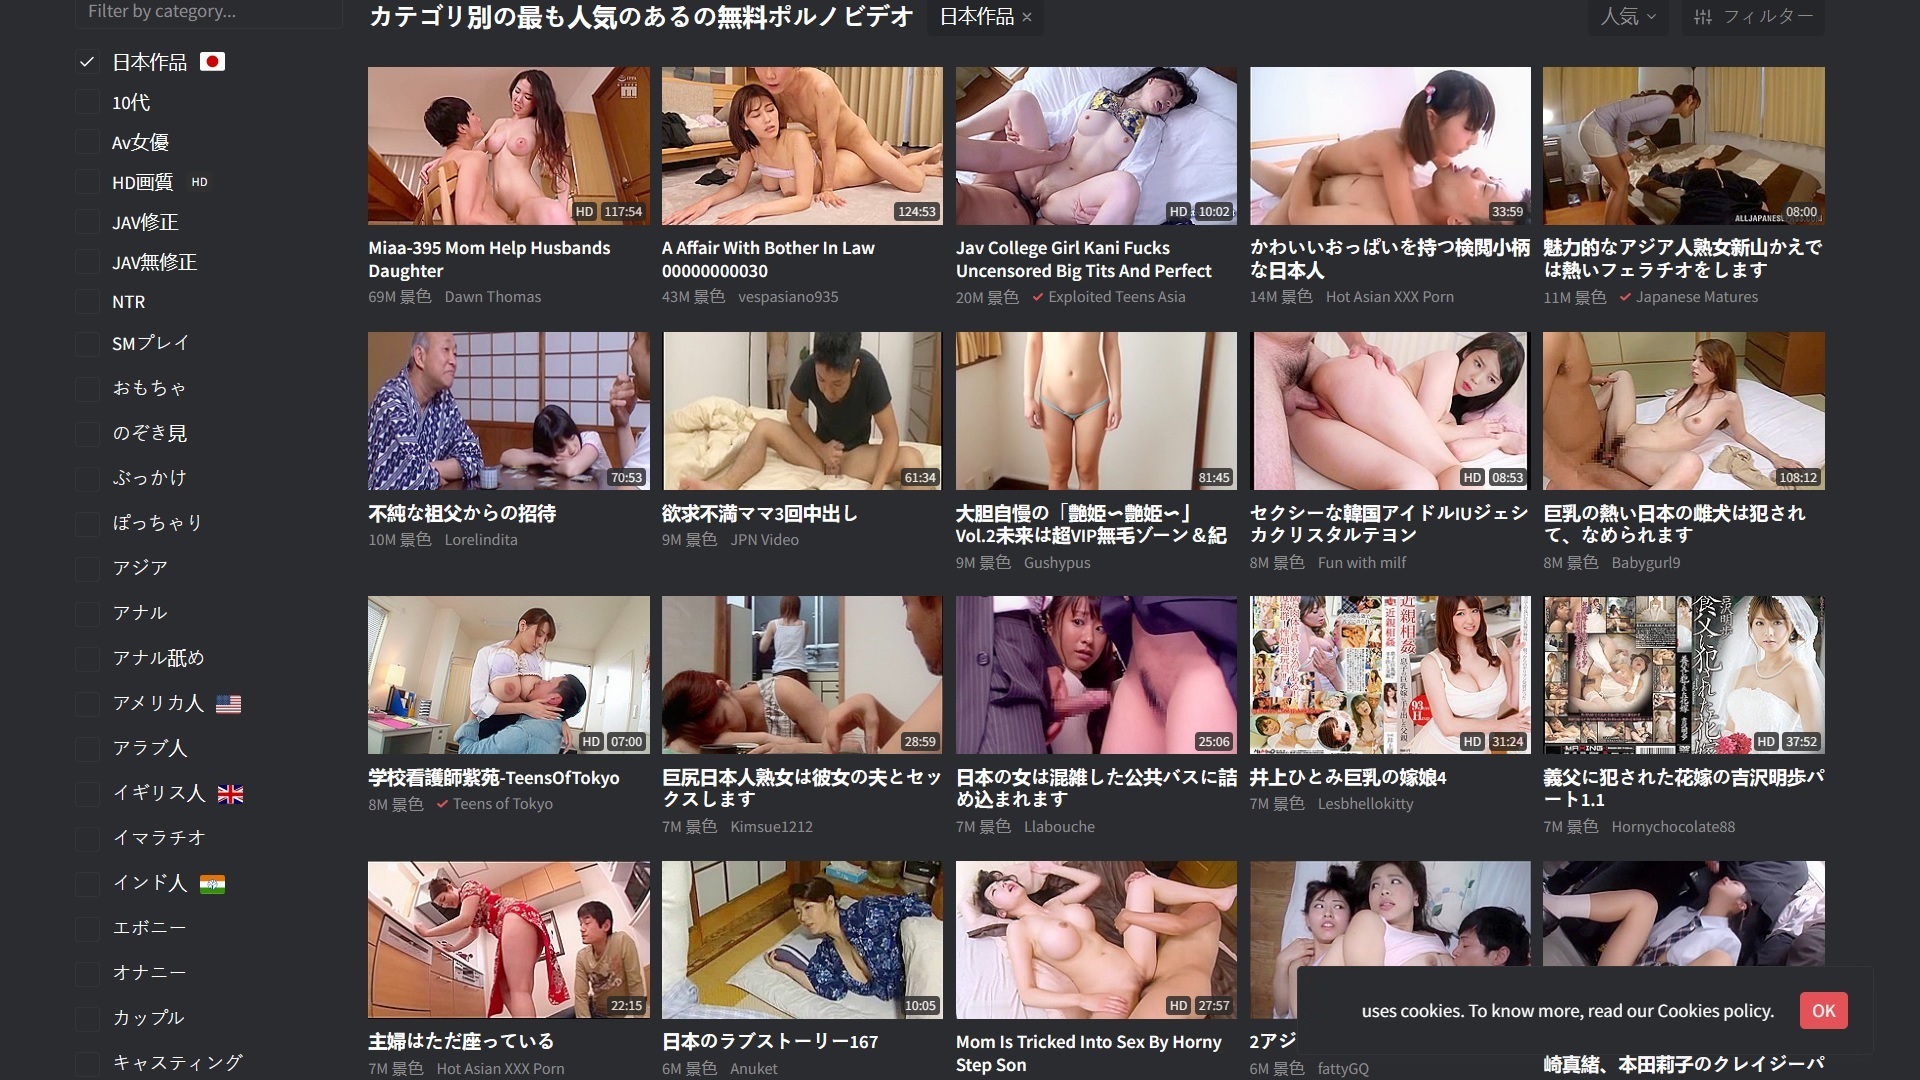 Filter by category...
カテゴリ別の最も人気のあるの無料ポルノビデオ
日本作品 ×
人気
フィルター
日本作品
10代
Av女優
HD画質 HD
JAV修正
JAV無修正
NTR
SMプレイ
おもちゃ
のぞき見
ぶっかけ
ぽっちゃり
アジア
アナル
アナル舐め
アメリカ人
アラブ人
イギリス人
イマラチオ
インド人
エボニー
オナニー
カップル
キャスティング
HD 117:54
Miaa-395 Mom Help Husbands
Daughter
69M 景色 Dawn Thomas
124:53
A Affair With Bother In Law
00000000030
43M 景色 vespasiano935
HD 10:02
Jav College Girl Kani Fucks
Uncensored Big Tits And Perfect
20M 景色 Exploited Teens Asia
33:59
かわいいおっぱいを持つ検閲小柄
な日本人
14M 景色 Hot Asian XXX Porn
08:00
魅力的なアジア人熟女新山かえで
は熱いフェラチオをします
11M 景色 Japanese Matures
70:53
不純な祖父からの招待
10M 景色 Lorelindita
61:34
欲求不満ママ3回中出し
9M 景色 JPN Video
81:45
大胆自慢の「艶姫〜艶姫〜」
Vol.2未来は超VIP無毛ゾーン＆紀
9M 景色 Gushypus
HD 08:53
セクシーな韓国アイドルIUジェシ
カクリスタルテヨン
8M 景色 Fun with milf
108:12
巨乳の熱い日本の雌犬は犯され
て、なめられます
8M 景色 Babygurl9
HD 07:00
学校看護師紫苑-TeensOfTokyo
8M 景色 Teens of Tokyo
28:59
巨尻日本人熟女は彼女の夫とセッ
クスします
7M 景色 Kimsue1212
25:06
日本の女は混雑した公共バスに詰
め込まれます
7M 景色 Llabouche
近親相姦
HD 31:24
井上ひとみ巨乳の嫁娘4
7M 景色 Lesbhellokitty
HD 37:52
義父に犯された花嫁の吉沢明歩パ
ート1.1
7M 景色 Hornychocolate88
22:15
主婦はただ座っている
7M 景色 Hot Asian XXX Porn
10:05
日本のラブストーリー167
6M 景色 Anuket
HD 27:57
Mom Is Tricked Into Sex By Horny
Step Son
2アジ
6M 景色 fattyGQ
崎真緒、本田莉子のクレイジーパ
uses cookies. To know more, read our Cookies policy.
OK